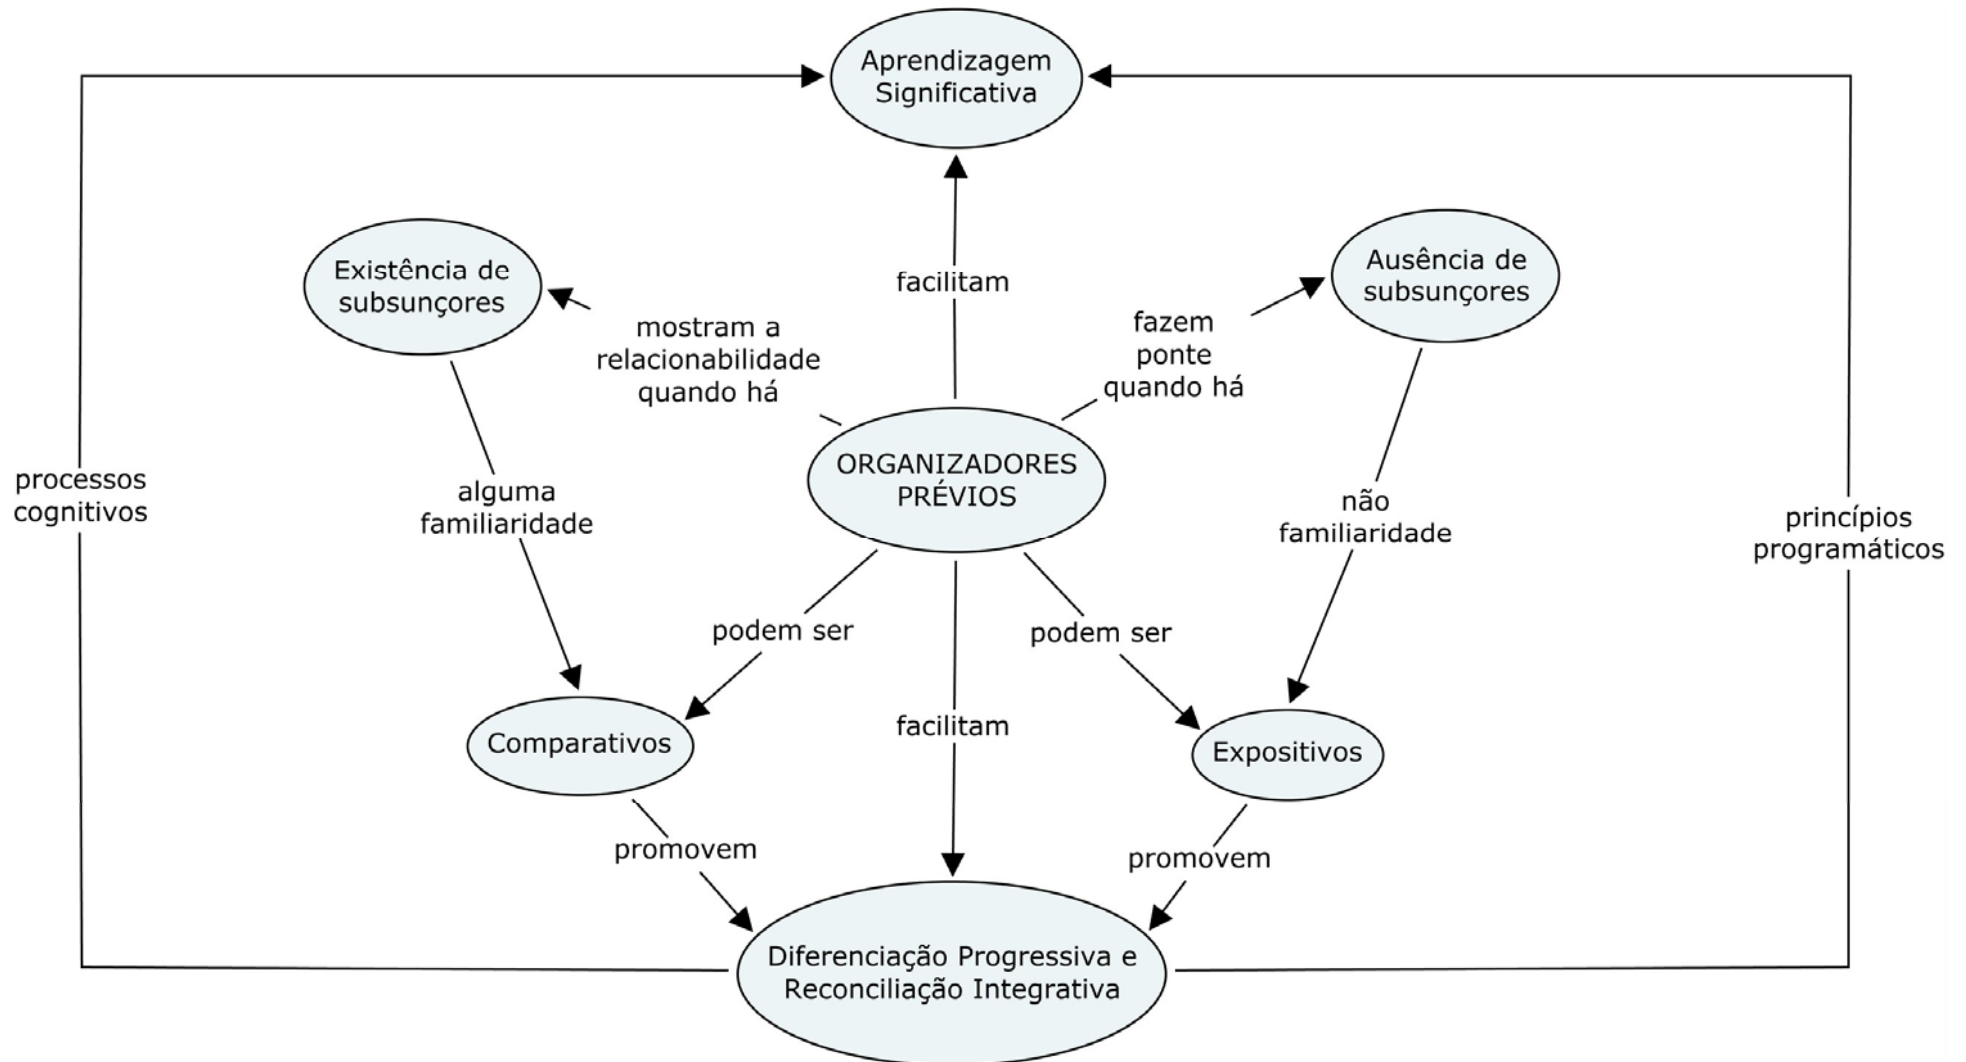 Aprendizagem
Significativa
Existência de
subsunçores
facilitam
Ausência de
subsunçores
mostram a
relacionabilidade
quando há
fazem
ponte
quando há
ORGANIZADORES
PRÉVIOS
processos
cognitivos
alguma
familiaridade
não
familiaridade
princípios
programáticos
podem ser
podem ser
facilitam
Comparativos
Expositivos
promovem
promovem
Diferenciação Progressiva e
Reconciliação Integrativa